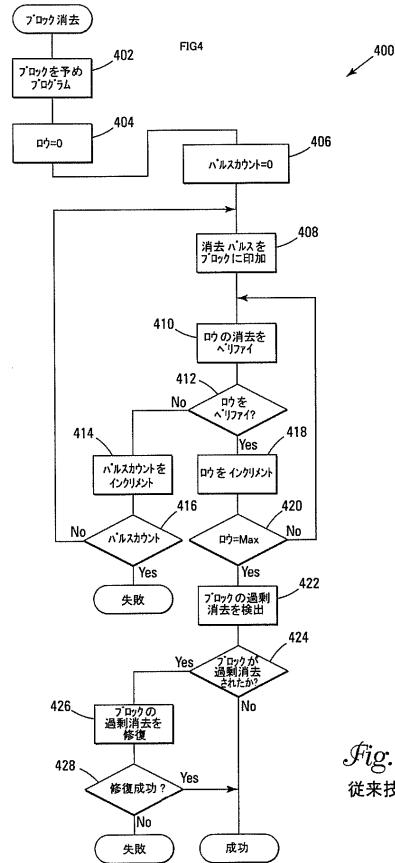 ブロック消去
FIG4
400
402
ブロックを予め
プログラム
404
ロウ=0
406
パルスカウント=0
408
消去パルスを
ブロックに印加
410
ロウの消去を
ベリファイ
412
ロウを
ベリファイ?
No
Yes
414
パルスカウントを
インクリメント
418
ロウをインクリメント
416
パルスカウント
No
Yes
失敗
420
ロウ=Max
No
Yes
422
ブロックの過剰
消去を検出
424
ブロックが
過剰消去
されたか?
Yes
No
426
ブロックの
過剰消去を
修復
428
修復成功?
Yes
No
失敗
成功
Fig.
従来技